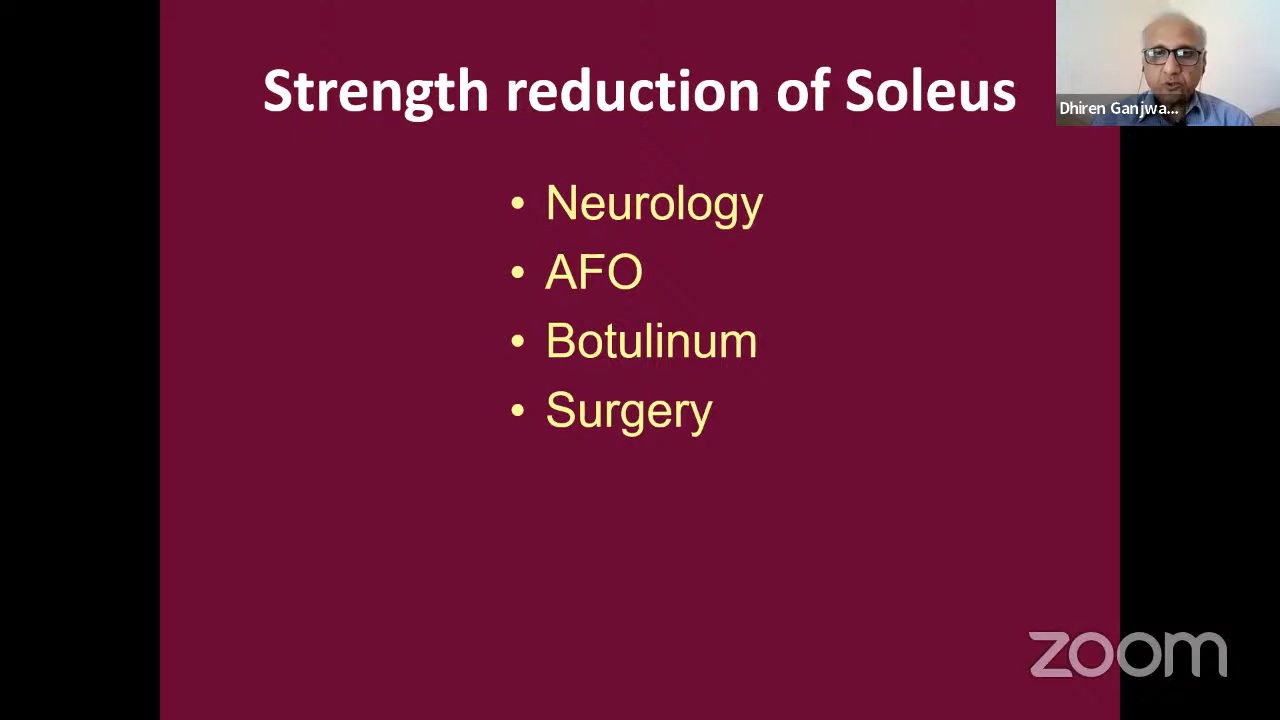 Strength reduction of Soleus
Dhiren Ganjwa...
• Neurology
• AFO
• Botulinum
• Surgery
zoom